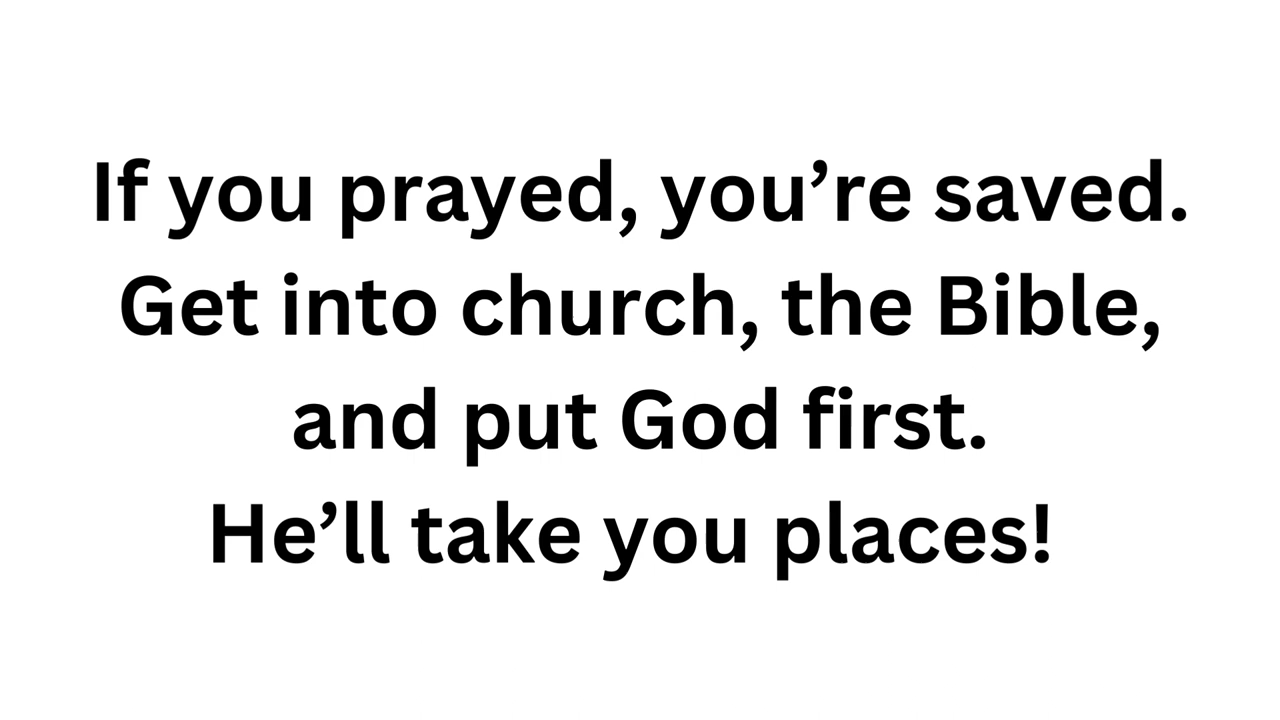 If you prayed, you’re saved.
Get into church, the Bible,
and put God first.
He’ll take you places!